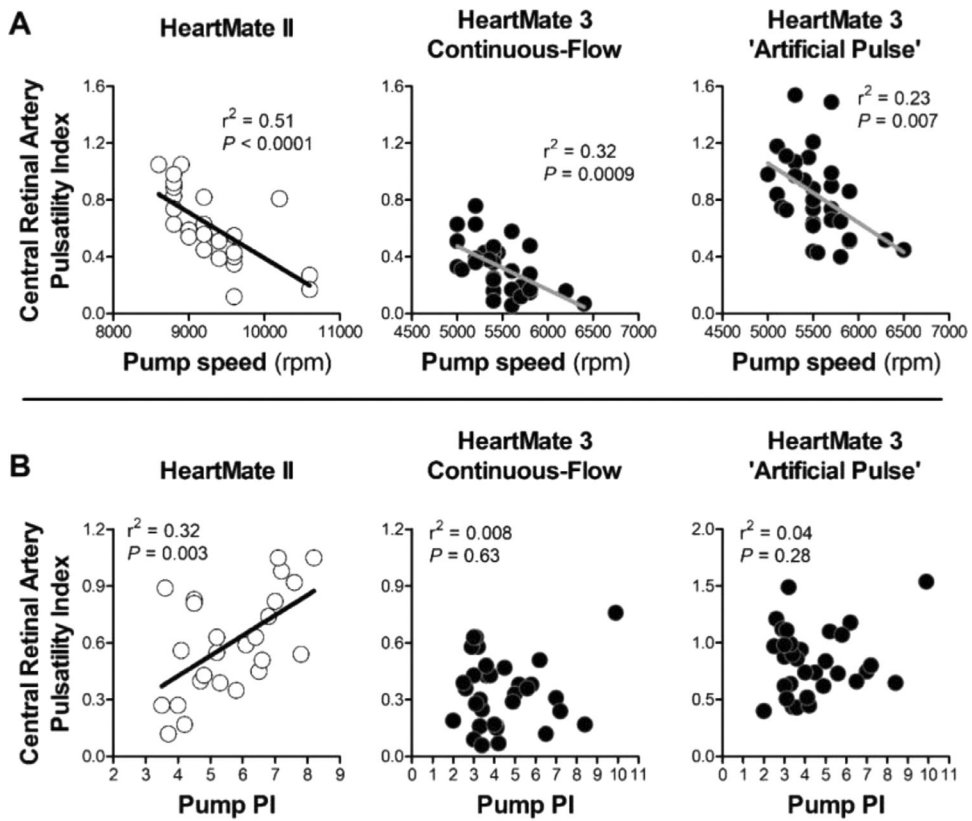 A
HeartMate II
HeartMate 3
Continuous-Flow
HeartMate 3
'Artificial Pulse'
Central Retinal Artery
Pulsatility Index
1.6
1.2
0.8
0.4
0.0
r² = 0.51
P < 0.0001
8000 9000 10000 11000
Pump speed (rpm)
1.6
1.2
0.8
0.4
0.0
r² = 0.32
P = 0.0009
4500 5000 5500 6000 6500 7000
Pump speed (rpm)
1.6
1.2
0.8
0.4
0.0
r² = 0.23
P = 0.007
4500 5000 5500 6000 6500 7000
Pump speed (rpm)
B
HeartMate II
HeartMate 3
Continuous-Flow
HeartMate 3
'Artificial Pulse'
Central Retinal Artery
Pulsatility Index
1.2
0.9
0.6
0.3
0.0
r² = 0.32
P = 0.003
2 3 4 5 6 7 8 9
Pump PI
1.2
0.9
0.6
0.3
0.0
r² = 0.008
P = 0.63
0 1 2 3 4 5 6 7 8 9 10 11
Pump PI
2.0
1.5
1.0
0.5
0.0
r² = 0.04
P = 0.28
0 1 2 3 4 5 6 7 8 9 10 11
Pump PI